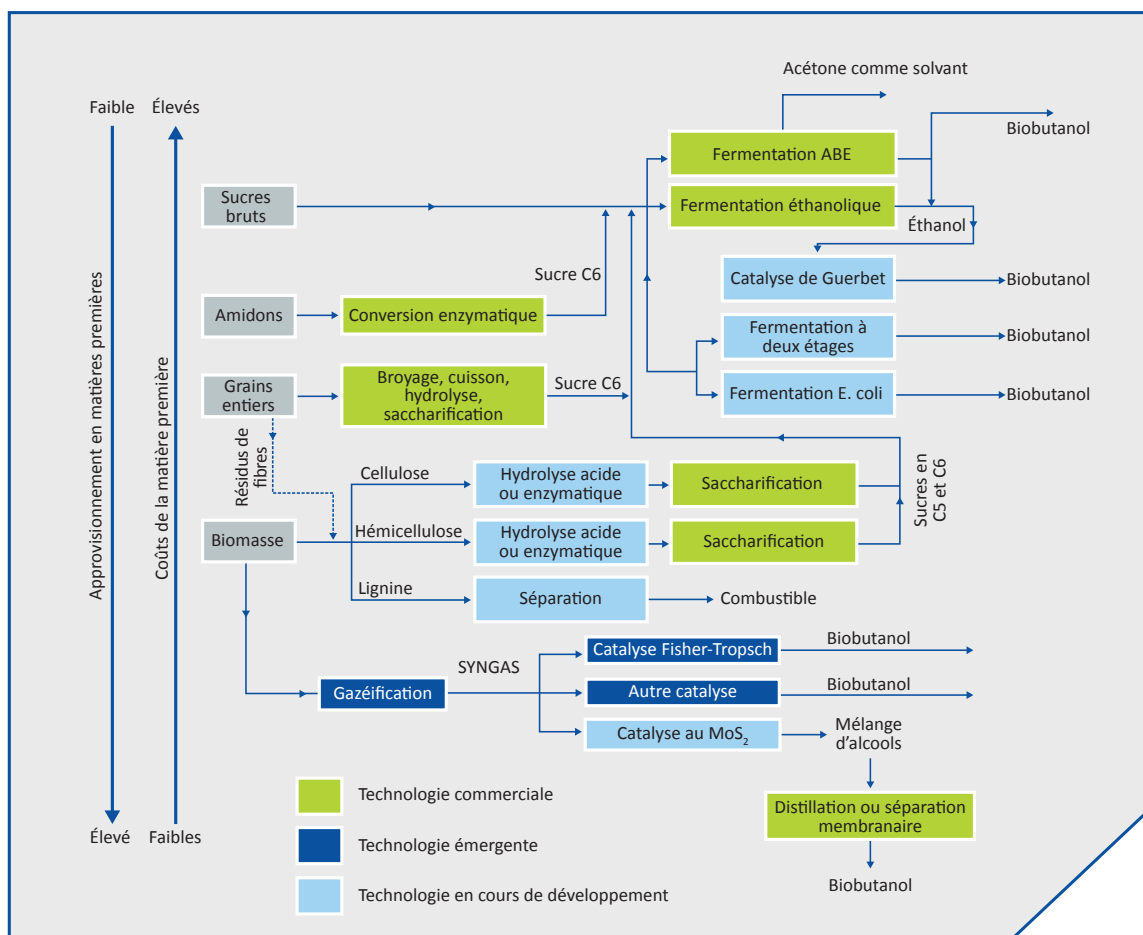 Acétone comme solvant
Faible
Élevés
Biobutanol
Fermentation ABE
Sucres
bruts
Fermentation éthanolique
Éthanol
Sucre C6
Catalyse de Guerbet
Biobutanol
Amidons
Conversion enzymatique
Fermentation à
deux étages
Biobutanol
Approvisionnement en matières premières
Coûts de la matière première
Grains
entiers
Broyage, cuisson,
hydrolyse,
saccharification
Sucre C6
Fermentation E. coli
Biobutanol
Résidus de
fibres
Cellulose
Hydrolyse acide
ou enzymatique
Saccharification
Sucres en
C5 et C6
Biomasse
Hémicellulose
Hydrolyse acide
ou enzymatique
Saccharification
Lignine
Séparation
Combustible
SYNGAS
Catalyse Fisher-Tropsch
Biobutanol
Gazéification
Autre catalyse
Biobutanol
Catalyse au MoS2
Mélange
d'alcools
Technologie commerciale
Distillation ou séparation
membranaire
Élevé
Faibles
Technologie émergente
Biobutanol
Technologie en cours de développement